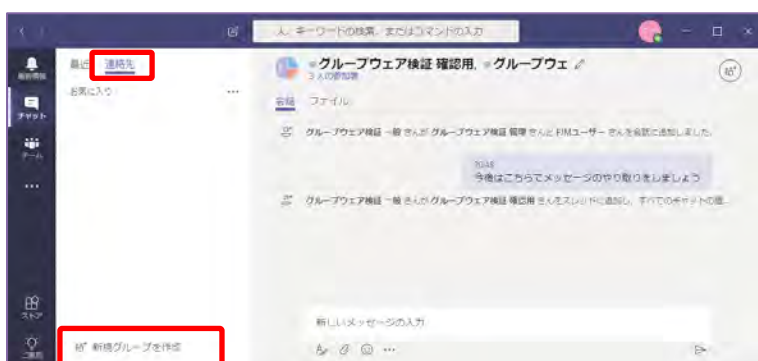 人、キーワードの検索、またはコマンドの入力
最新情報
最近 連絡先
グループウェア検証 確認用, グループウェ
3 人の参加者
お気に入り …
チャット
会話 ファイル
グループウェア検証 一般 さんが グループウェア検証 管理 さんと FIMユーザー さんを会話に追加しました。
チーム
今後はこちらでメッセージのやり取りをしましょう
グループウェア検証 一般 さんが グループウェア検証 確認用 さんをスレッドに追加し、すべてのチャットの履…
ストア
新しいメッセージの入力
新規グループを作成